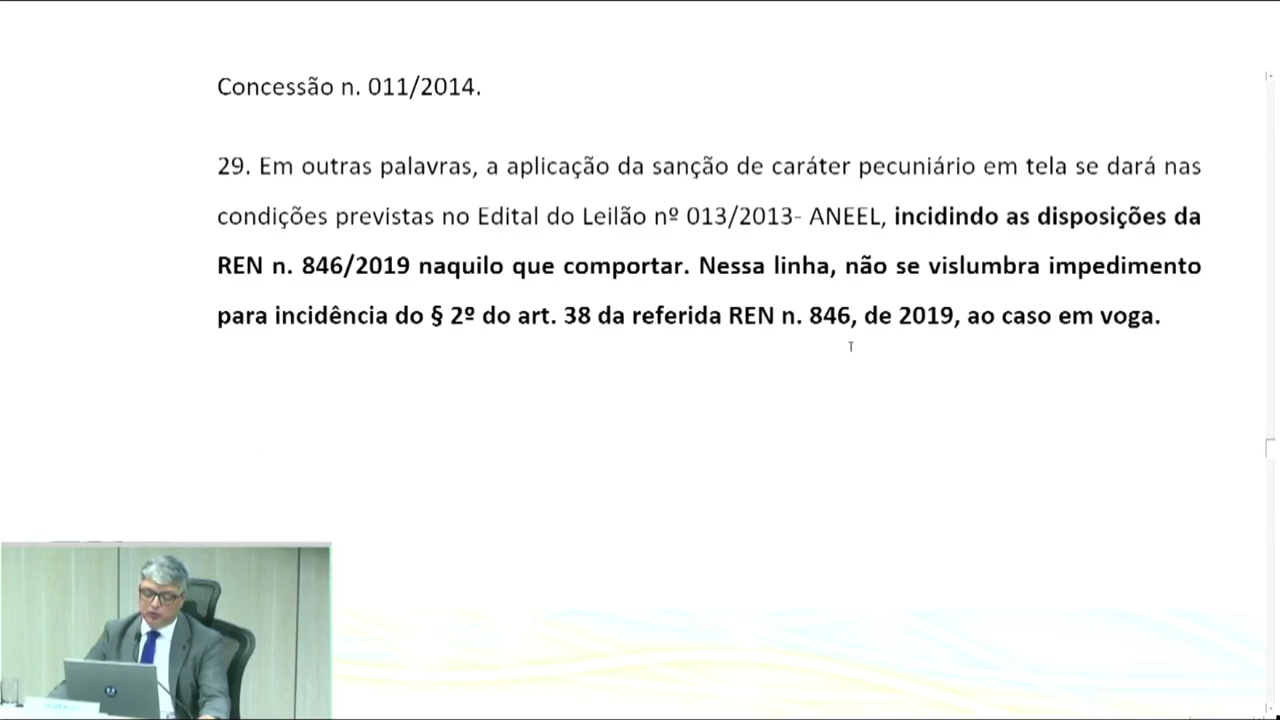 Concessão n. 011/2014.
29. Em outras palavras, a aplicação da sanção de caráter pecuniário em tela se dará nas
condições previstas no Edital do Leilão nº 013/2013- ANEEL, incidindo as disposições da
REN n. 846/2019 naquilo que comportar. Nessa linha, não se vislumbra impedimento
para incidência do § 2º do art. 38 da referida REN n. 846, de 2019, ao caso em voga.